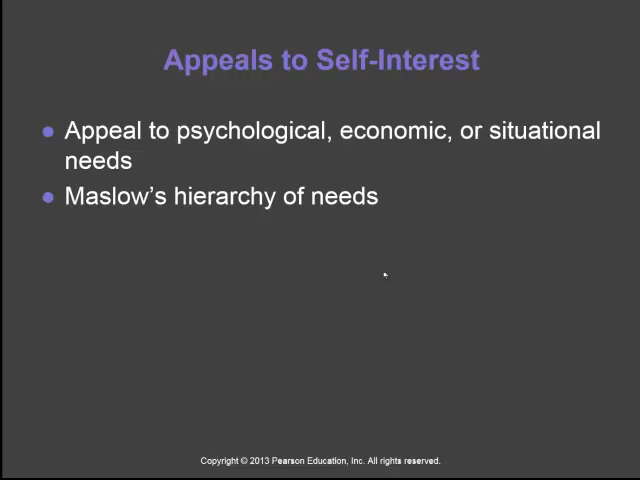 Appeals to Self-Interest
● Appeal to psychological, economic, or situational
needs
● Maslow's hierarchy of needs
Copyright © 2013 Pearson Education, Inc. All rights reserved.